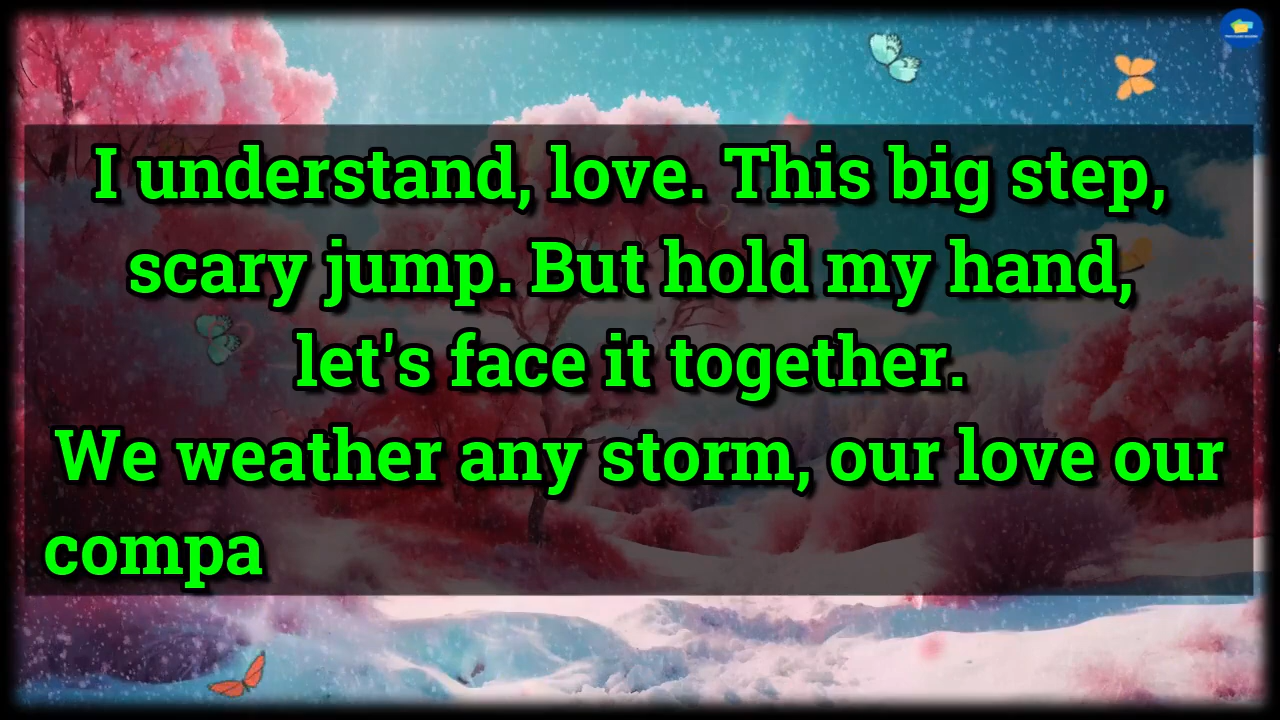 I understand, love. This big step,
scary jump. But hold my hand,
let's face it together.
We weather any storm, our love our
compa